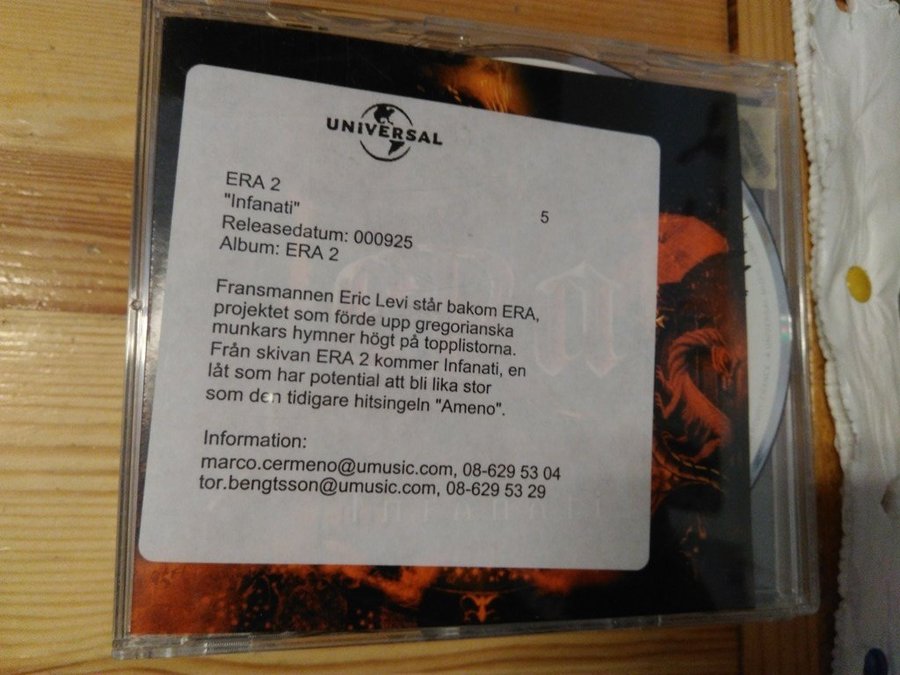 UNIVERSAL
ERA 2
"Infanati" 5
Releasedatum: 000925
Album: ERA 2
Fransmannen Eric Levi står bakom ERA,
projektet som förde upp gregorianska
munkars hymner högt på topplistorna.
Från skivan ERA 2 kommer Infanati, en
låt som har potential att bli lika stor
som den tidigare hitsingeln "Ameno".
Information:
marco.cermeno@umusic.com, 08-629 53 04
tor.bengtsson@umusic.com, 08-629 53 29
INFANATI